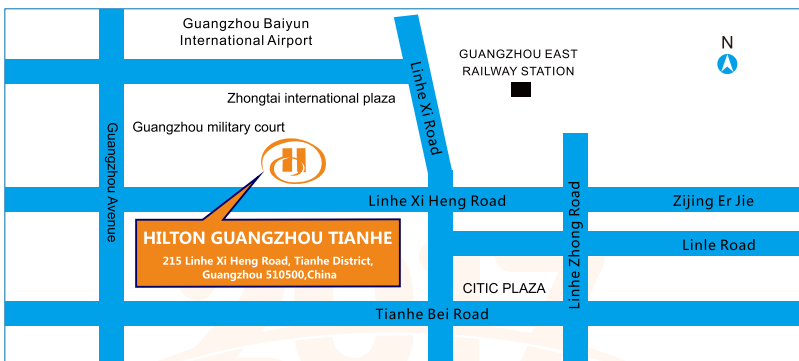 Guangzhou Baiyun
International Airport
GUANGZHOU EAST
RAILWAY STATION
N
Linhe Xi Road
Zhongtai international plaza
Guangzhou military court
Guangzhou Avenue
H
Linhe Xi Heng Road
Zijing Er Jie
Linhe Zhong Road
HILTON GUANGZHOU TIANHE
215 Linhe Xi Heng Road, Tianhe District,
Guangzhou 510500,China
Linle Road
CITIC PLAZA
Tianhe Bei Road
2017